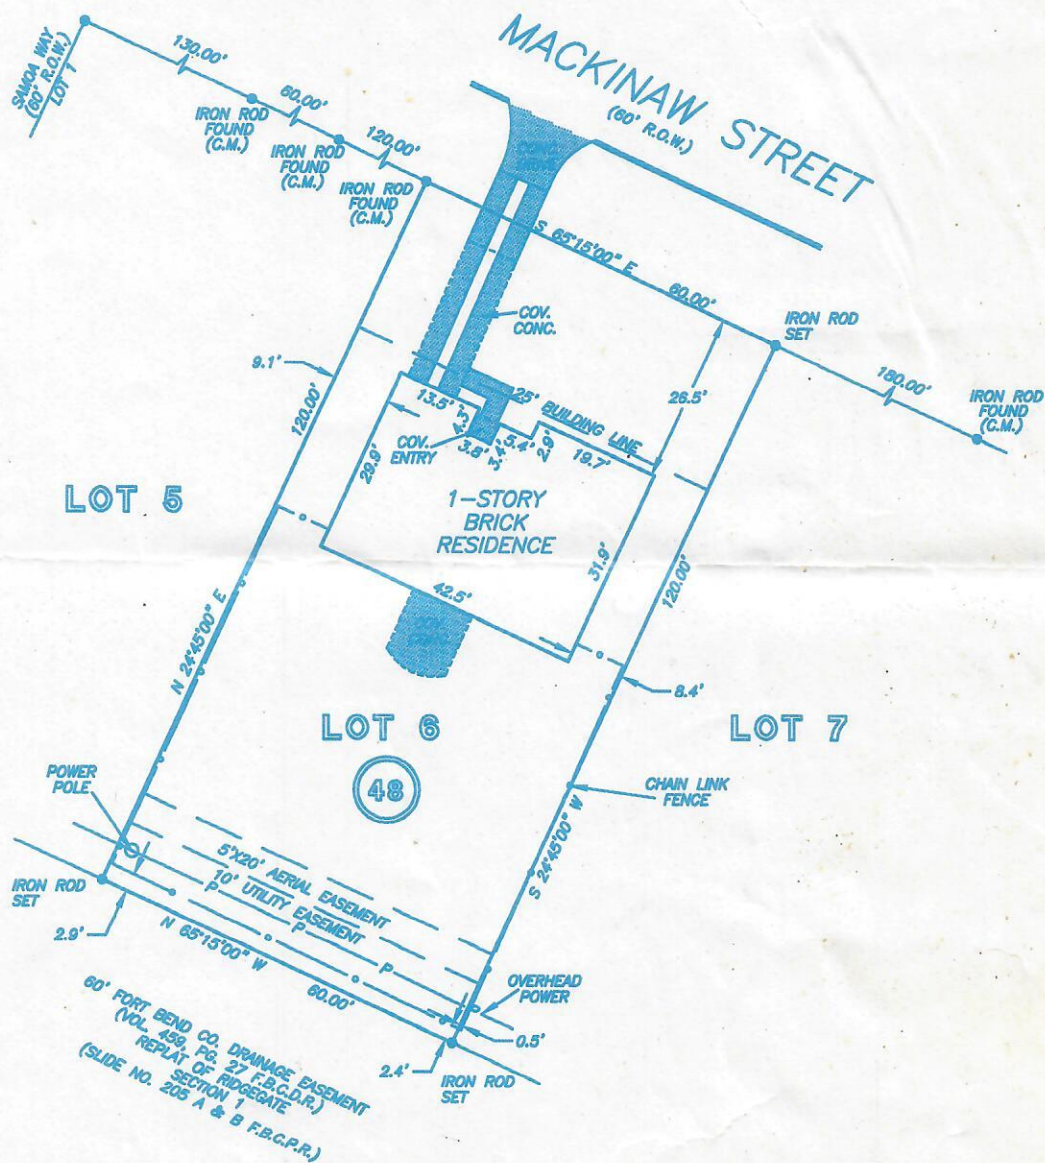 MACKINAW STREET
(60' R.O.W.)
SAMOA WAY
(60' R.O.W.)
LOT 1
130.00'
IRON ROD
FOUND
(C.M.)
60.00'
IRON ROD
FOUND
(C.M.)
120.00'
IRON ROD
FOUND
(C.M.)
CONC.
DRIVE
S 65°15'00" E
60.00'
IRON ROD
SET
180.00'
IRON ROD
FOUND
(C.M.)
COV.
CONC.
26.5'
9.1'
120.00'
13.5'
4.3'
25' BUILDING LINE
COV.
ENTRY
3.8'
3.4'
5.4'
2.9'
19.7'
29.9'
LOT 5
1-STORY
BRICK
RESIDENCE
31.9'
120.00'
42.5'
N 24°45'00" E
8.4'
LOT 6
48
LOT 7
CHAIN LINK
FENCE
S 24°45'00" W
POWER
POLE
5'X20' AERIAL EASEMENT
10' UTILITY EASEMENT
P
P
P
P
IRON ROD
SET
2.9'
N 65°15'00" W
60.00'
OVERHEAD
POWER
0.5'
2.4'
IRON ROD
SET
60' FORT BEND CO. DRAINAGE EASEMENT
(VOL. 459, PG. 27 F.B.C.D.R.)
REPLAT OF RIDGEGATE
SECTION 1
(SLIDE NO. 205 A & B F.B.C.P.R.)